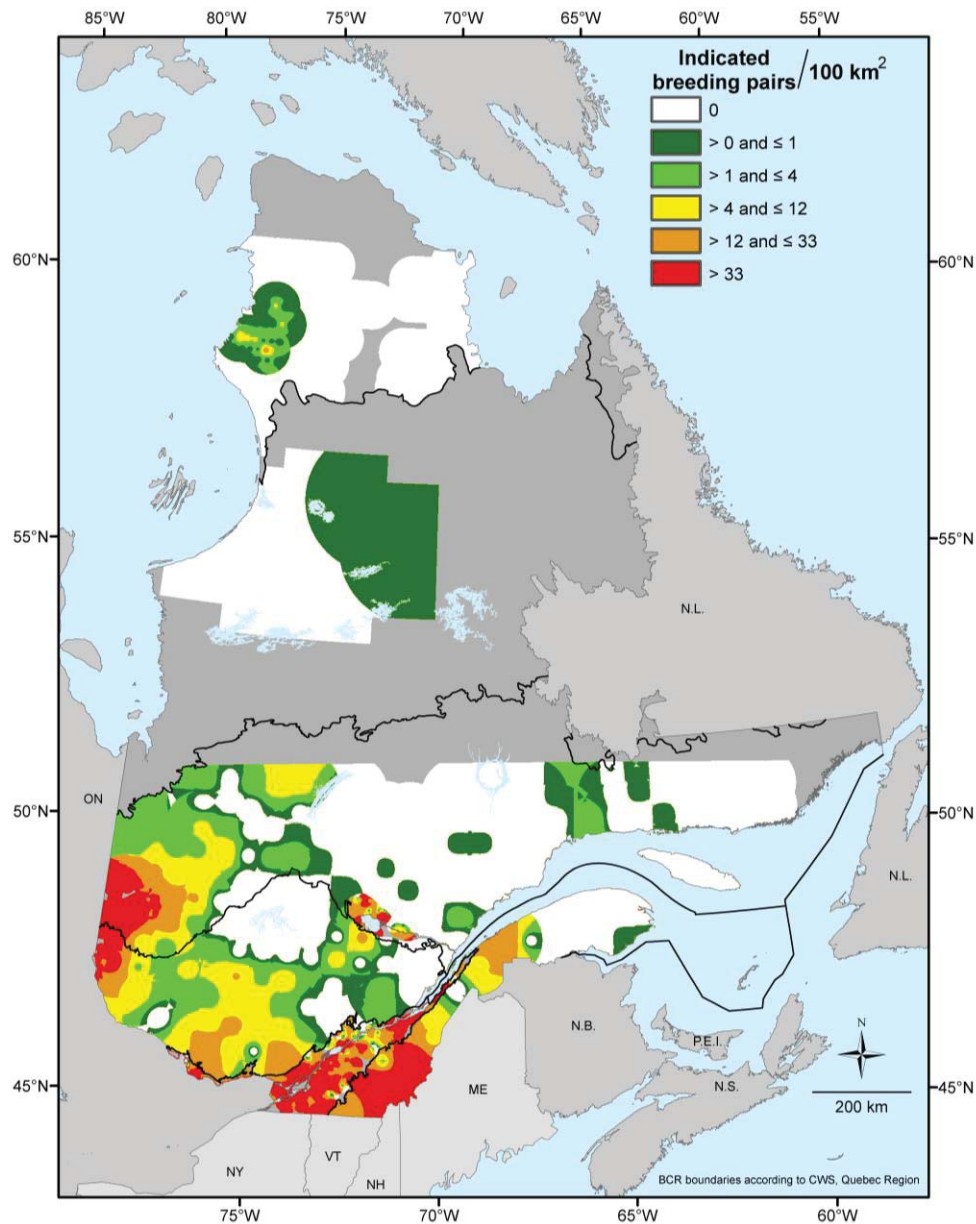 85°W 80°W 75°W 70°W 65°W 60°W 55°W
Indicated
breeding pairs/100 km²
0
> 0 and ≤ 1
> 1 and ≤ 4
> 4 and ≤ 12
> 12 and ≤ 33
> 33
60°N 60°N
55°N 55°N
N.L.
ON
50°N 50°N
N.L.
N.B.
P.E.I.
N
ME
N.S.
45°N 45°N
200 km
VT
NY
NH
BCR boundaries according to CWS, Quebec Region
75°W 70°W 65°W 60°W